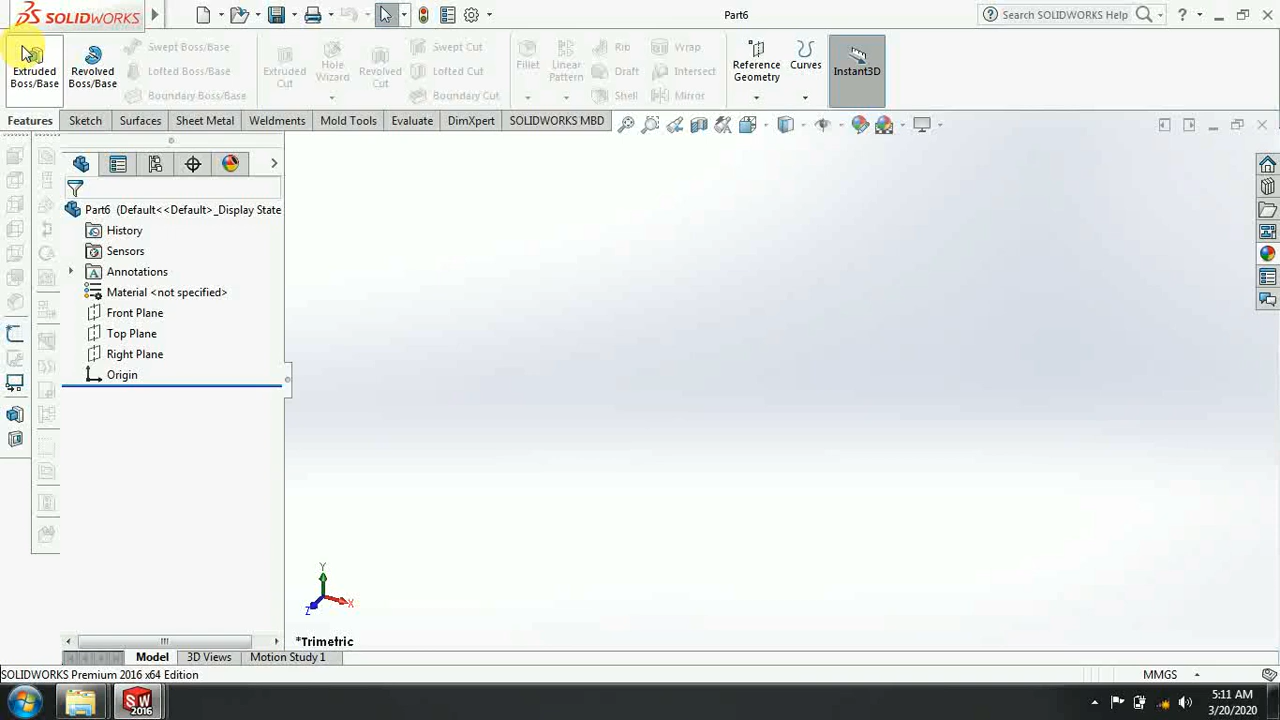 SOLIDWORKS
Part6
Search SOLIDWORKS Help
?
Extruded Boss/Base
Revolved Boss/Base
Swept Boss/Base
Lofted Boss/Base
Boundary Boss/Base
Extruded Cut
Hole Wizard
Revolved Cut
Swept Cut
Lofted Cut
Boundary Cut
Fillet
Linear Pattern
Rib
Draft
Shell
Wrap
Intersect
Mirror
Reference Geometry
Curves
Instant3D
Features
Sketch
Surfaces
Sheet Metal
Weldments
Mold Tools
Evaluate
DimXpert
SOLIDWORKS MBD
Part6 (Default<<Default>_Display State
History
Sensors
Annotations
Material <not specified>
Front Plane
Top Plane
Right Plane
Origin
Y
X
Z
*Trimetric
Model
3D Views
Motion Study 1
SOLIDWORKS Premium 2016 x64 Edition
MMGS
SW
2016
5:11 AM
3/20/2020